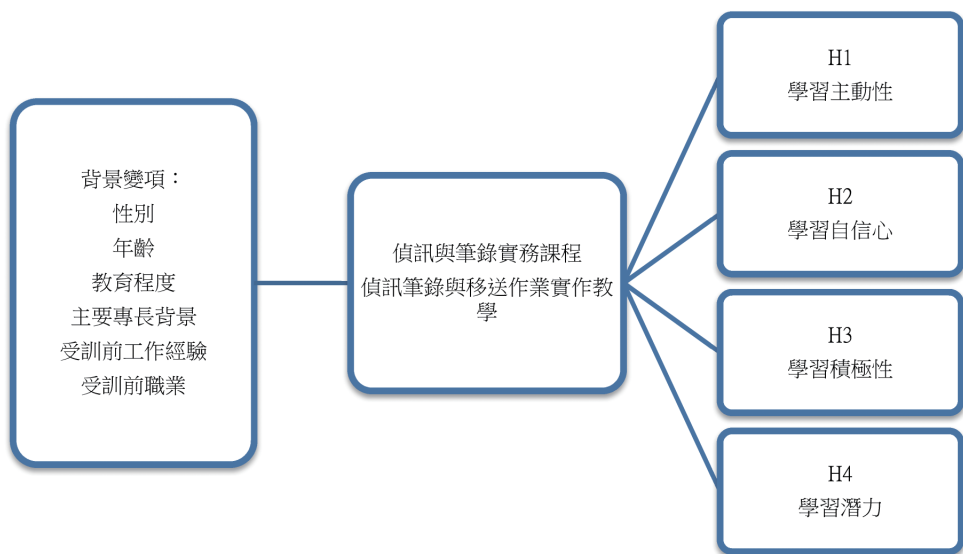 背景變項：
性別
年齡
教育程度
主要專長背景
受訓前工作經驗
受訓前職業
偵訊與筆錄實務課程
偵訊筆錄與移送作業實作教
學
H1
學習主動性
H2
學習自信心
H3
學習積極性
H4
學習潛力